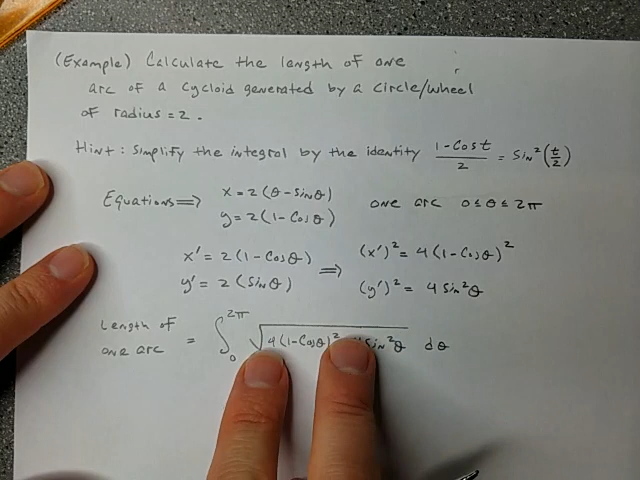 (Example) Calculate the length of one
arc of a cycloid generated by a circle/wheel
of radius = 2.
Hint: simplify the integral by the identity (1-Cost)/2 = Sin²(t/2)
Equations ⟹ x = 2(θ - sinθ) one arc 0 ≤ θ ≤ 2π
y = 2(1-Cosθ)
x' = 2(1-Cosθ) ⟹ (x')² = 4(1-Cosθ)²
y' = 2(Sinθ) (y')² = 4 Sin²θ
Length of one arc = ∫₀^2π √(4(1-Cosθ)² Sin²θ) dθ